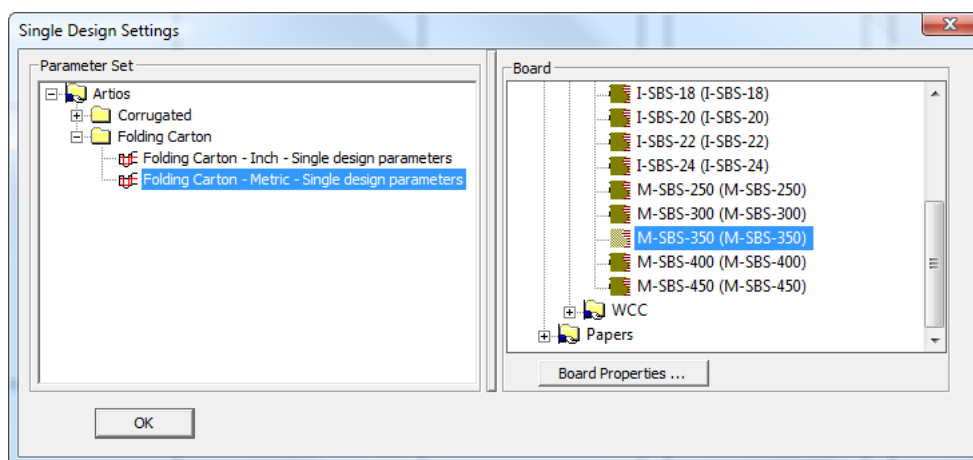 Single Design Settings
Parameter Set
Artios
Corrugated
Folding Carton
Folding Carton - Inch - Single design parameters
Folding Carton - Metric - Single design parameters
OK
Board
I-SBS-18 (I-SBS-18)
I-SBS-20 (I-SBS-20)
I-SBS-22 (I-SBS-22)
I-SBS-24 (I-SBS-24)
M-SBS-250 (M-SBS-250)
M-SBS-300 (M-SBS-300)
M-SBS-350 (M-SBS-350)
M-SBS-400 (M-SBS-400)
M-SBS-450 (M-SBS-450)
WCC
Papers
Board Properties ...